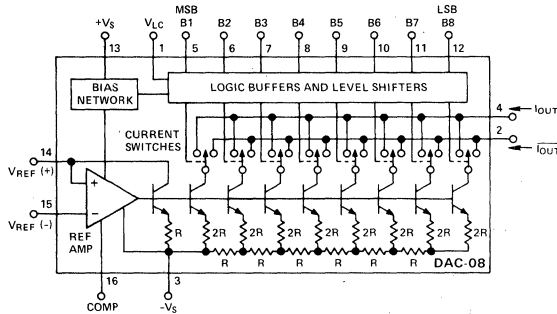 MSB LSB
+VS VLC B1 B2 B3 B4 B5 B6 B7 B8
13 1 5 6 7 8 9 10 11 12
BIAS NETWORK
LOGIC BUFFERS AND LEVEL SHIFTERS
4 IOUT
CURRENT SWITCHES
2 IOUT
14
VREF (+)
+
15
VREF (-)
−
REF AMP
R 2R 2R 2R 2R 2R 2R 2R 2R
R R R R R R
DAC-08
16 3
COMP -VS